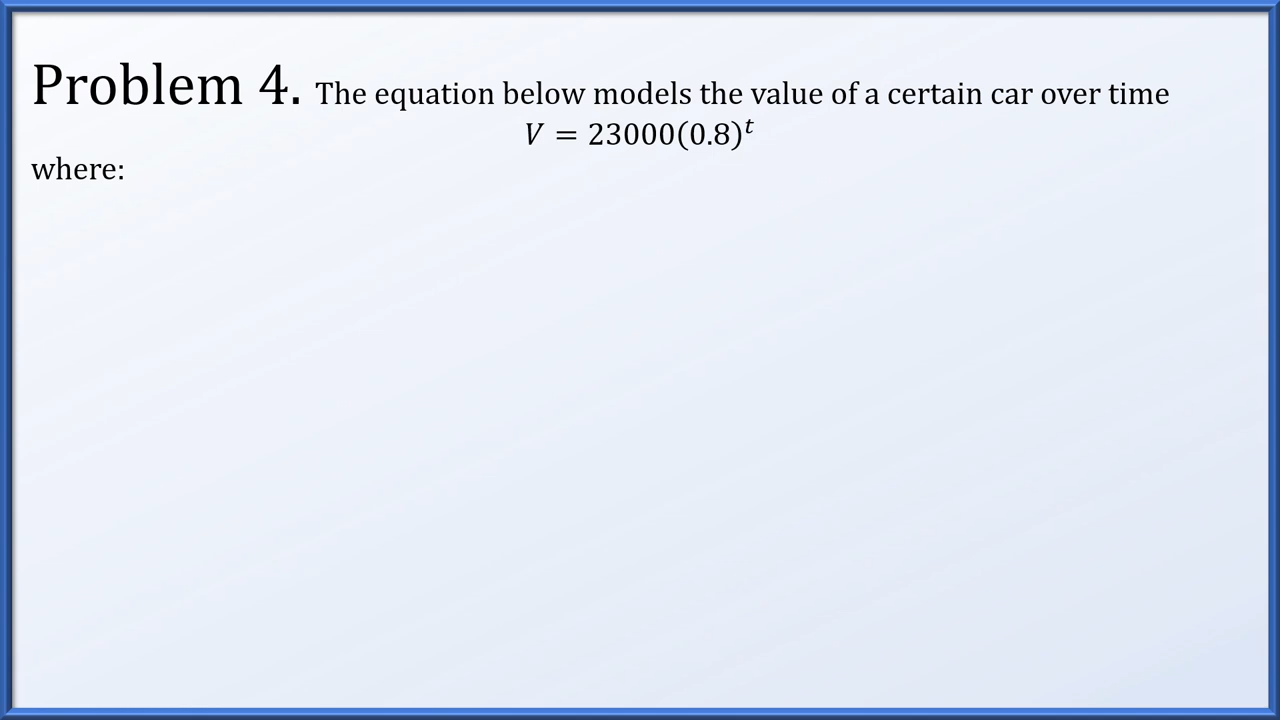 Problem 4. The equation below models the value of a certain car over time
V = 23000(0.8)^t
where: